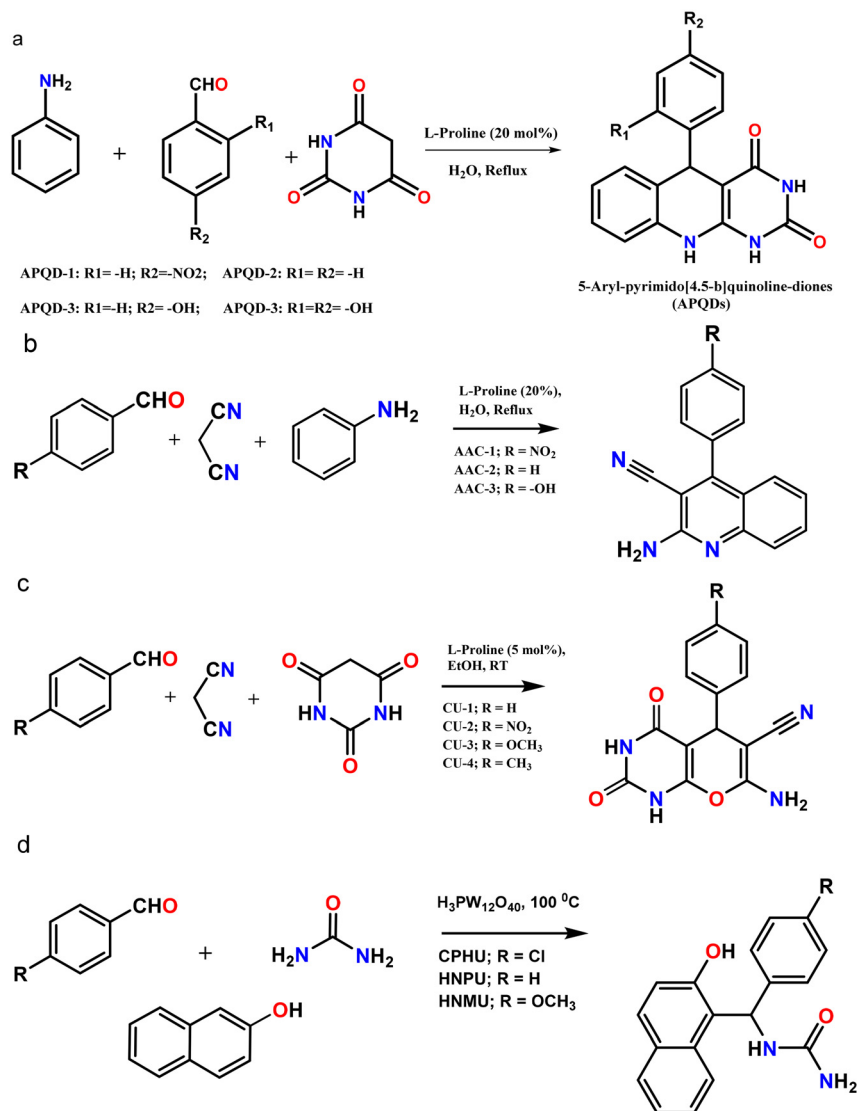 a
NH2
CHO
R1
R2
+
+
O
HN
O
N
H
O
L-Proline (20 mol%)
H2O, Reflux
R2
R1
O
NH
N
H
N
H
O
APQD-1: R1= -H; R2=-NO2; APQD-2: R1= R2= -H
APQD-3: R1=-H; R2= -OH; APQD-3: R1=R2= -OH
5-Aryl-pyrimido[4.5-b]quinoline-diones
(APQDs)
b
CHO
R
+
CN
CN
+
NH2
L-Proline (20%),
H2O, Reflux
AAC-1; R = NO2
AAC-2; R = H
AAC-3; R = -OH
R
N
H2N
N
c
CHO
R
+
CN
CN
+
O
O
HN
NH
O
L-Proline (5 mol%),
EtOH, RT
CU-1; R = H
CU-2; R = NO2
CU-3; R = OCH3
CU-4; R = CH3
R
O
N
HN
O
N
H
O
NH2
d
CHO
R
+
O
H2N
NH2
OH
H3PW12O40, 100 0C
CPHU; R = Cl
HNPU; R = H
HNMU; R = OCH3
R
OH
O
NH
NH2